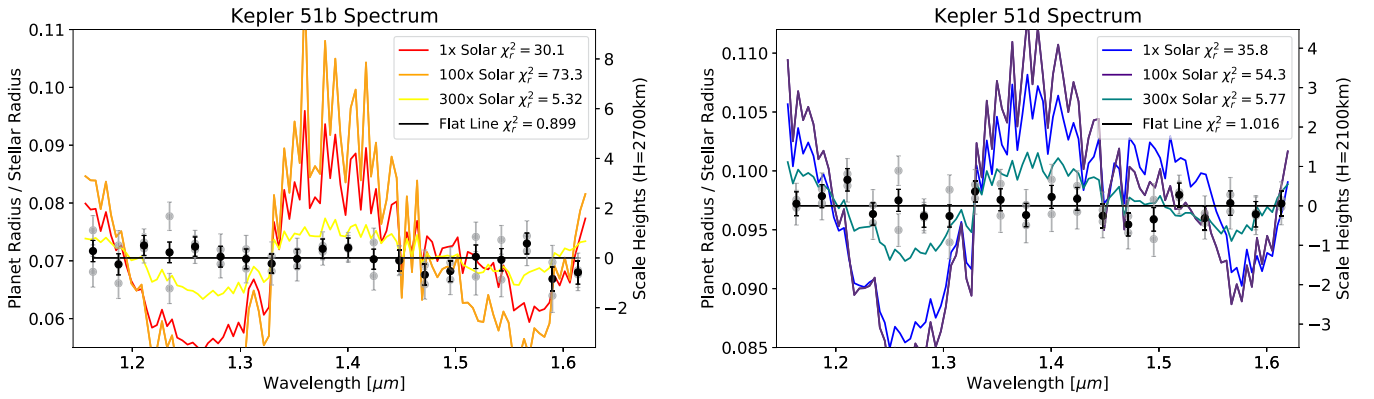 Kepler 51b Spectrum
1x Solar χ²ᵣ = 30.1
100x Solar χ²ᵣ = 73.3
300x Solar χ²ᵣ = 5.32
Flat Line χ²ᵣ = 0.899
Planet Radius / Stellar Radius
0.11
0.10
0.09
0.08
0.07
0.06
8
6
4
2
0
−2
Scale Heights (H=2700km)
1.2 1.3 1.4 1.5 1.6
Wavelength [μm]
Kepler 51d Spectrum
1x Solar χ²ᵣ = 35.8
100x Solar χ²ᵣ = 54.3
300x Solar χ²ᵣ = 5.77
Flat Line χ²ᵣ = 1.016
Planet Radius / Stellar Radius
0.110
0.105
0.100
0.095
0.090
0.085
4
3
2
1
0
−1
−2
−3
Scale Heights (H=2100km)
1.2 1.3 1.4 1.5 1.6
Wavelength [μm]